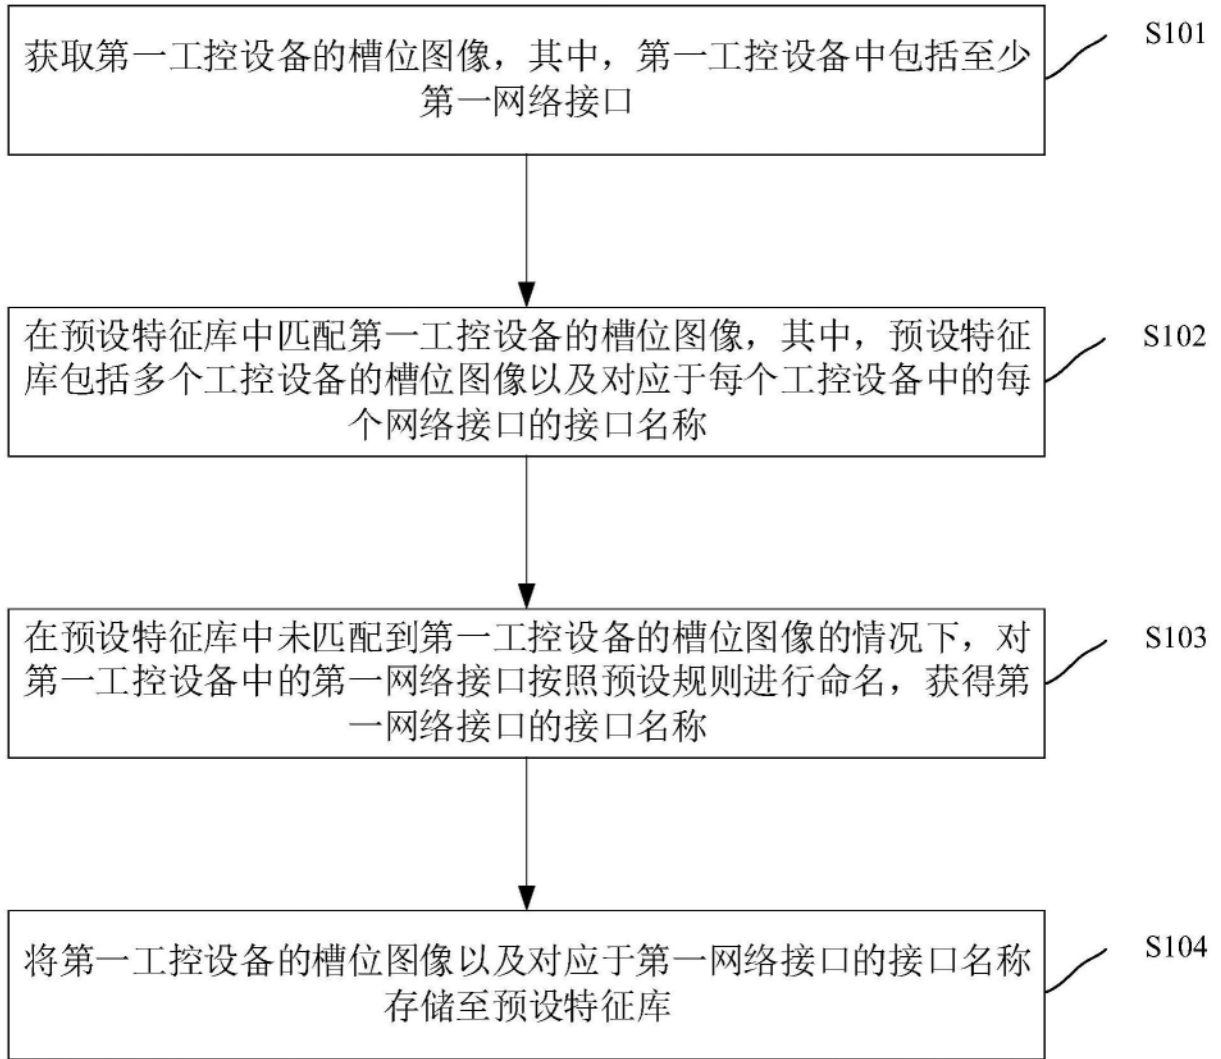 获取第一工控设备的槽位图像，其中，第一工控设备中包括至少
第一网络接口
S101
在预设特征库中匹配第一工控设备的槽位图像，其中，预设特征
库包括多个工控设备的槽位图像以及对应于每个工控设备中的每
个网络接口的接口名称
S102
在预设特征库中未匹配到第一工控设备的槽位图像的情况下，对
第一工控设备中的第一网络接口按照预设规则进行命名，获得第
一网络接口的接口名称
S103
将第一工控设备的槽位图像以及对应于第一网络接口的接口名称
存储至预设特征库
S104